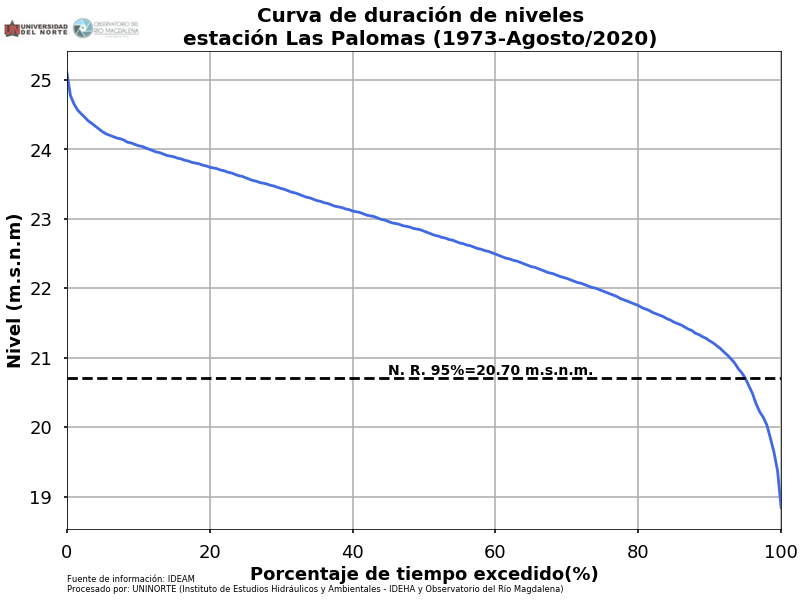 Curva de duración de niveles
estación Las Palomas (1973-Agosto/2020)
UNIVERSIDAD
DEL NORTE
OBSERVATORIO DEL
RÍO MAGDALENA
25
24
23
22
21
20
19
Nivel (m.s.n.m)
N. R. 95%=20.70 m.s.n.m.
0
20
40
60
80
100
Porcentaje de tiempo excedido(%)
Fuente de información: IDEAM
Procesado por: UNINORTE (Instituto de Estudios Hidráulicos y Ambientales - IDEHA y Observatorio del Río Magdalena)